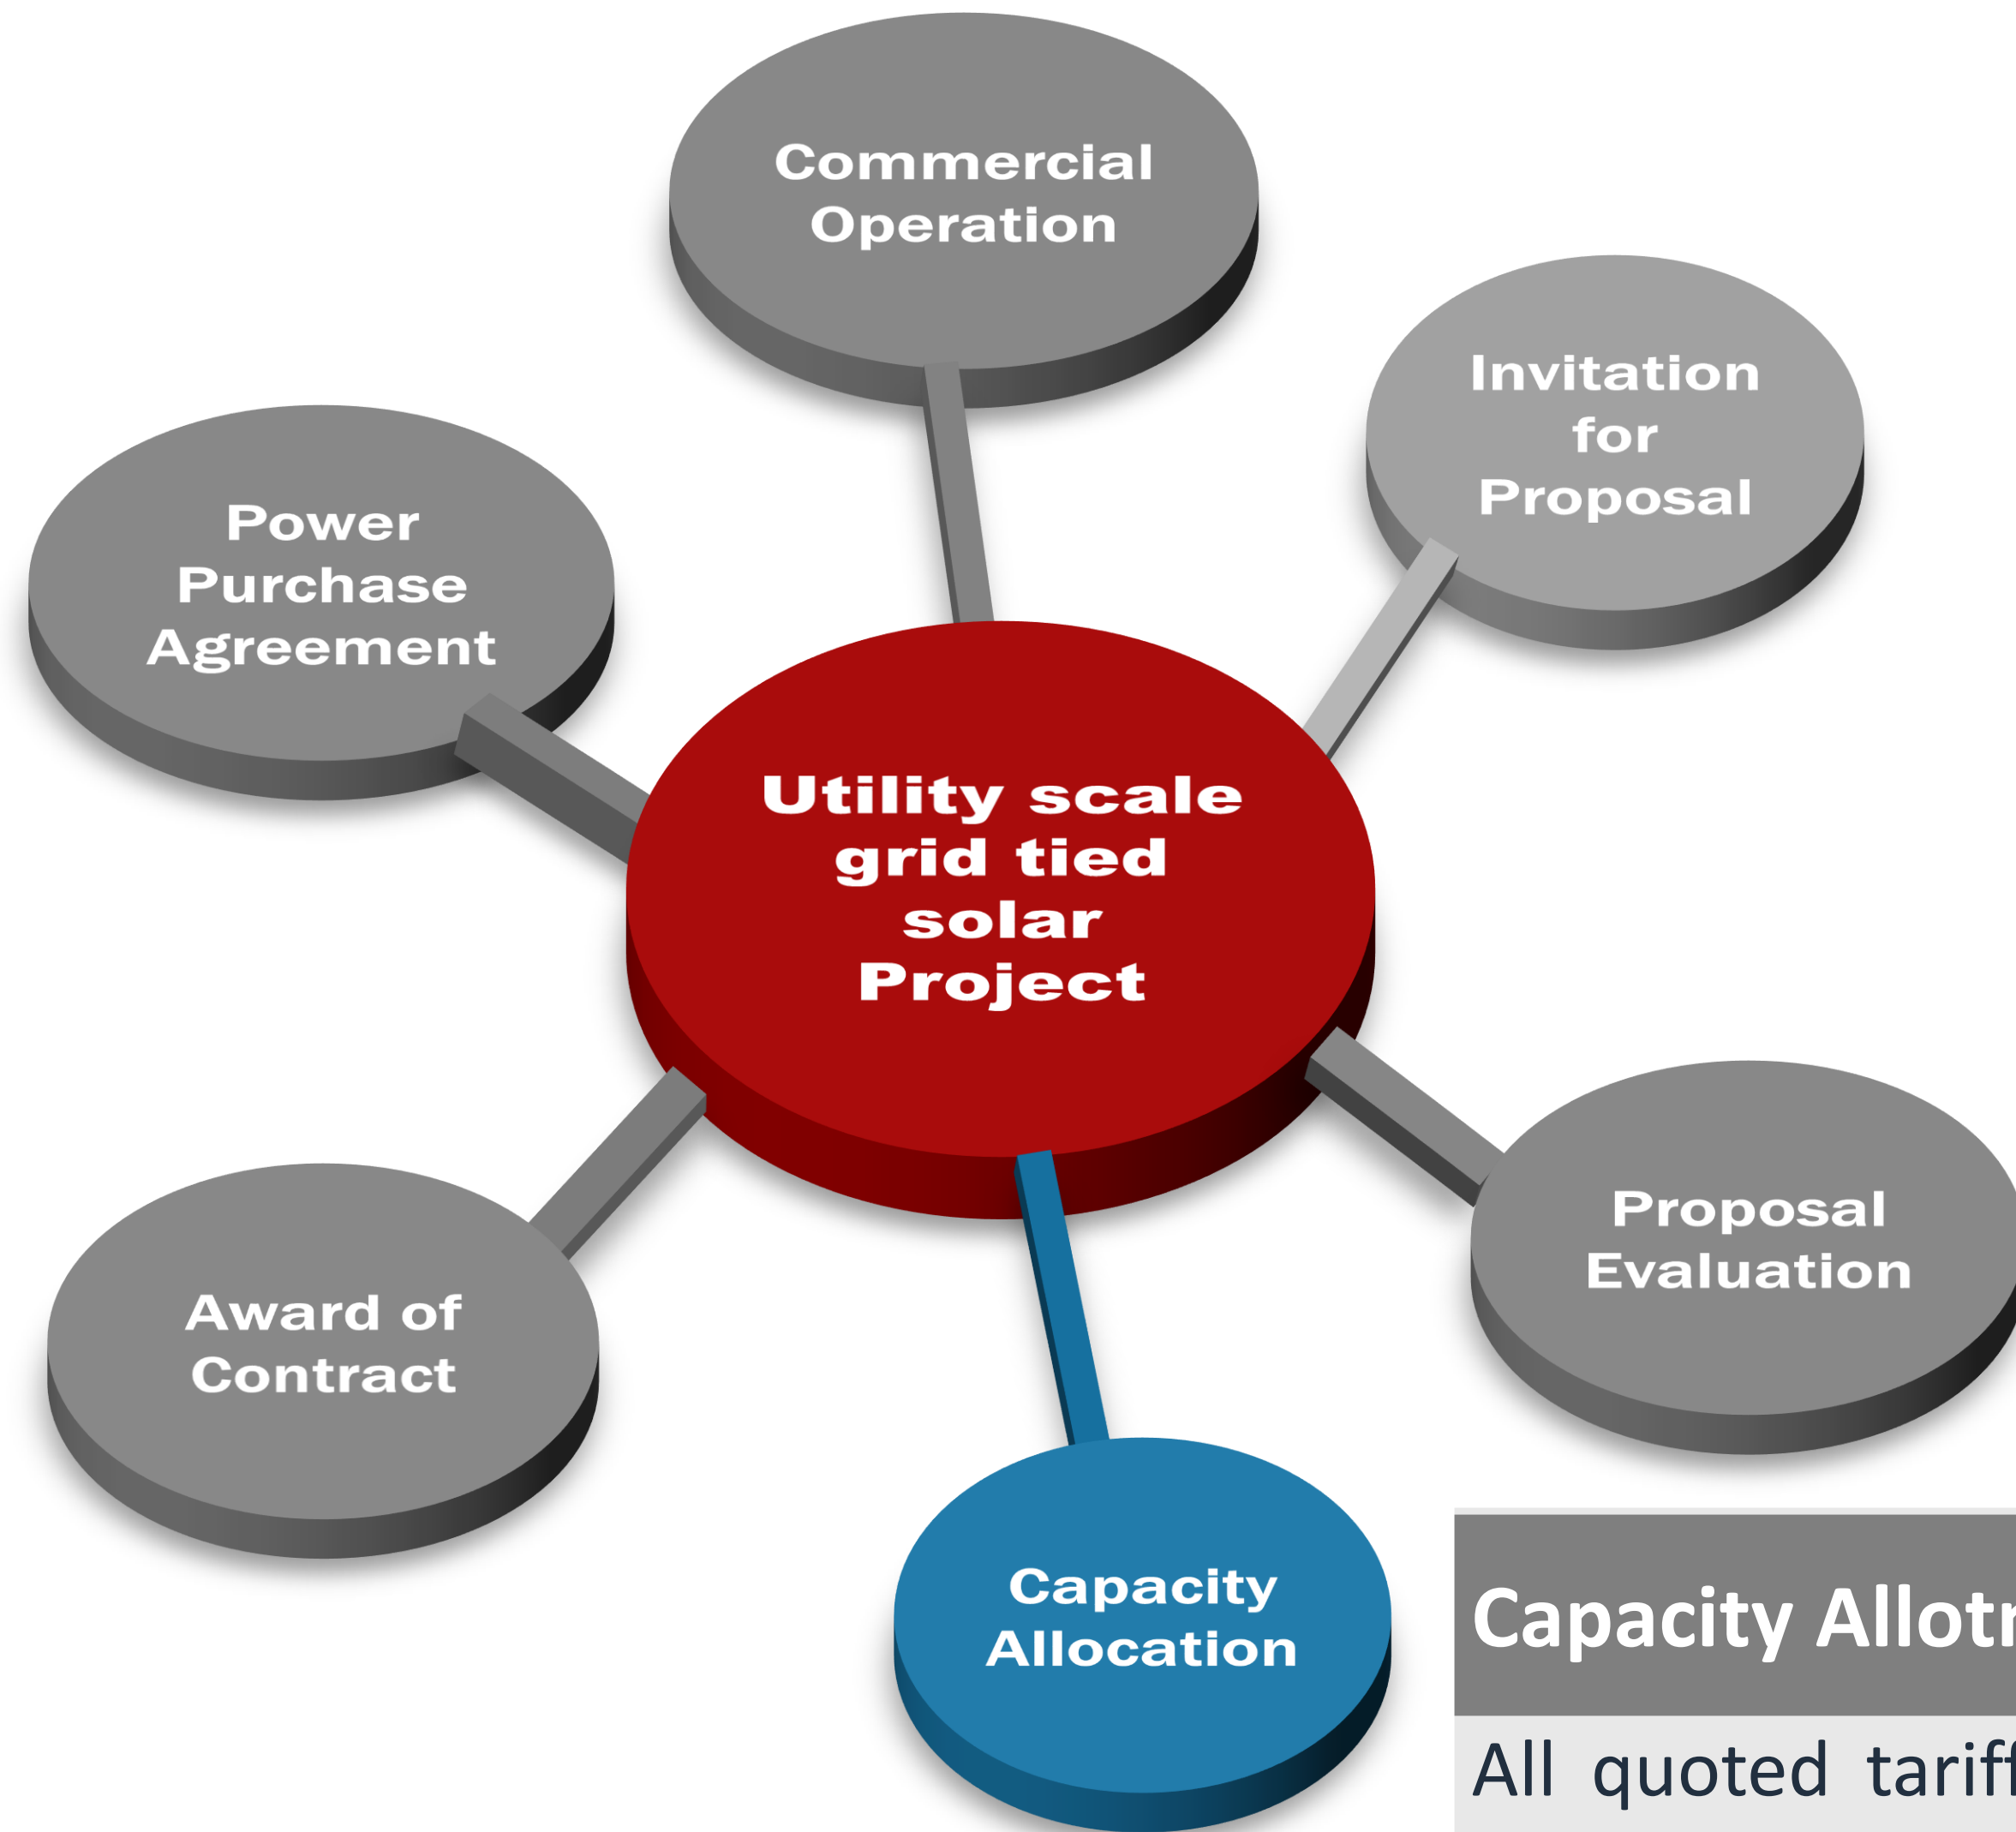 Commercial
Operation
Invitation
for
Proposal
Power
Purchase
Agreement
Utility scale
grid tied
solar
Project
Proposal
Evaluation
Award of
Contract
Capacity
Allocation
Capacity
All quoted